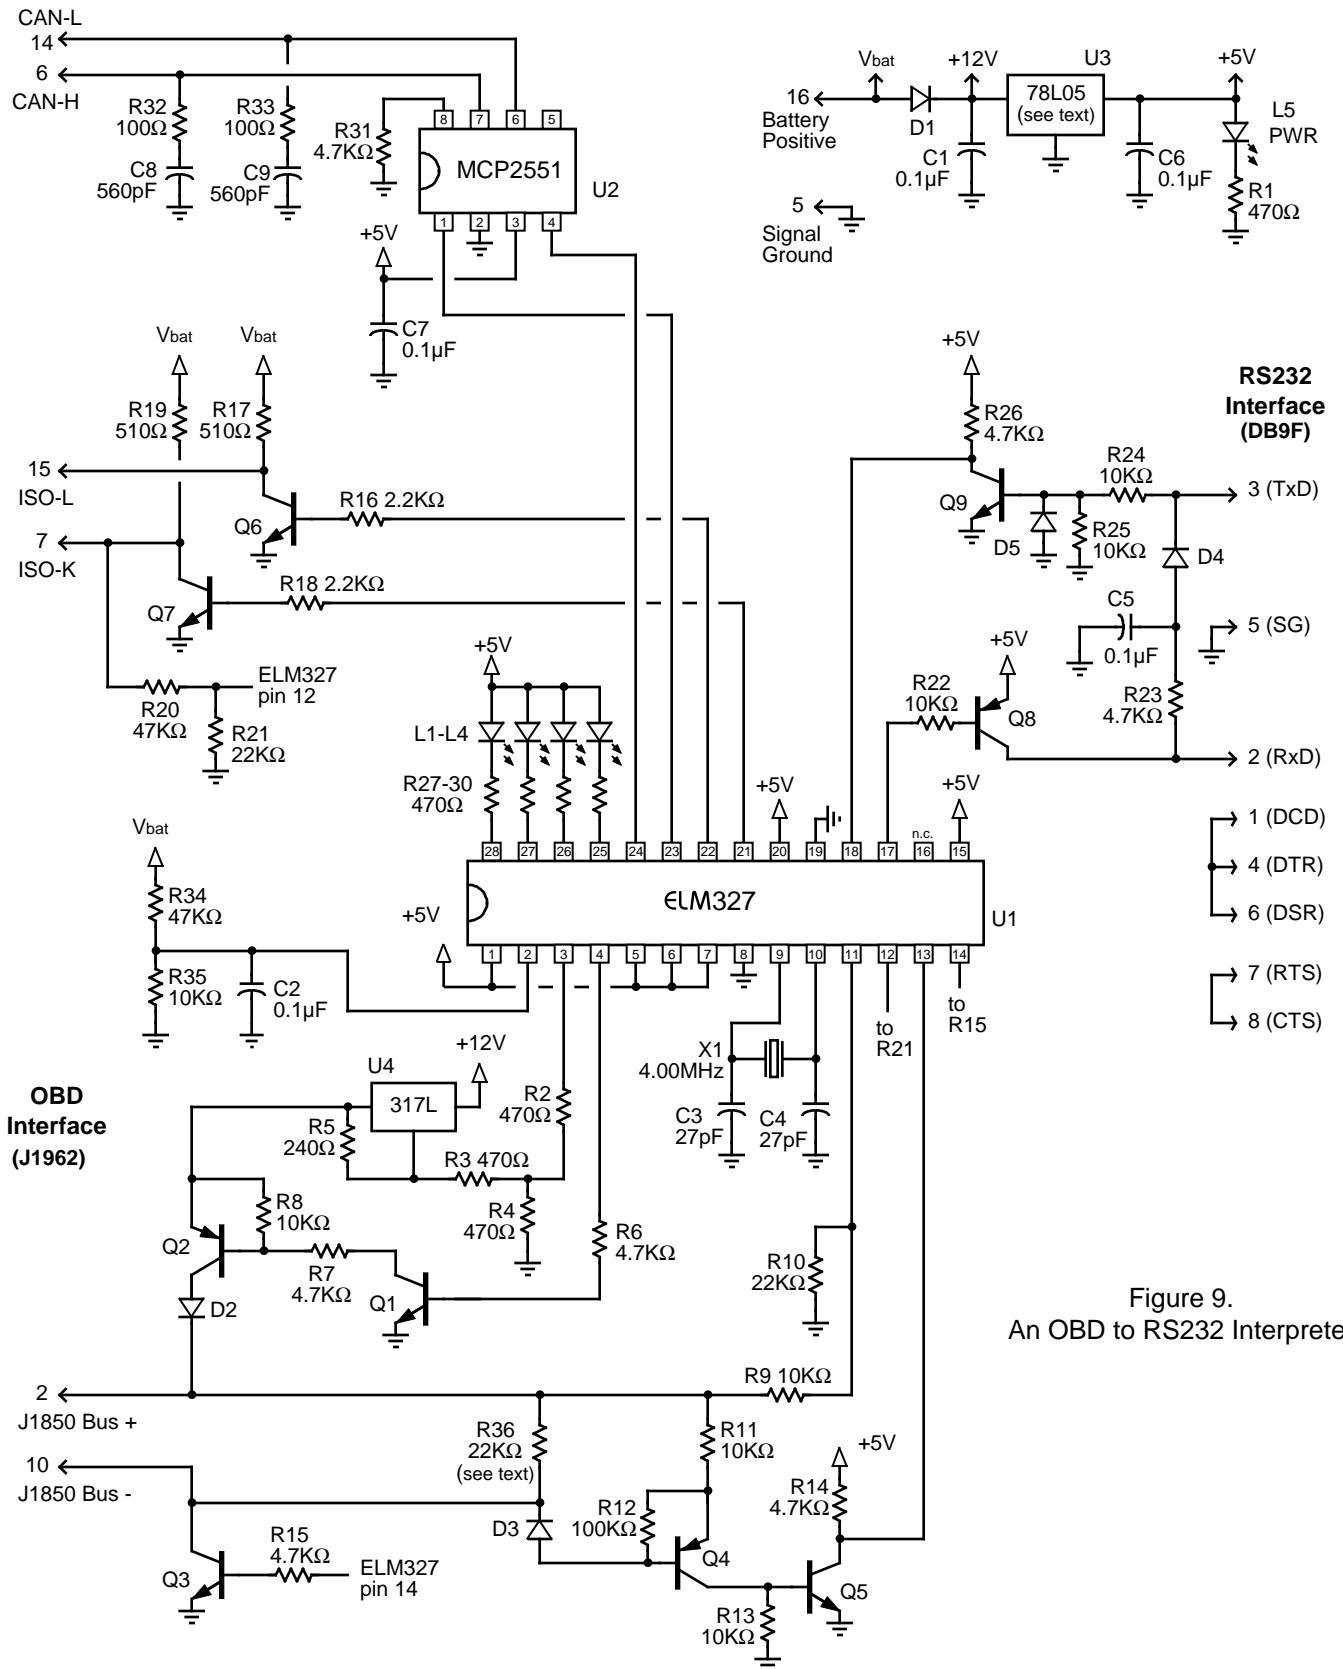 CAN-L
14
6
CAN-H
R32
100Ω
R33
100Ω
C8
560pF
C9
560pF
R31
4.7KΩ
8 7 6 5
MCP2551
U2
1 2 3 4
+5V
C7
0.1µF
Vbat
+12V
U3
+5V
16
Battery
Positive
D1
78L05
(see text)
L5
PWR
C1
0.1µF
C6
0.1µF
R1
470Ω
5
Signal
Ground
Vbat
Vbat
R19
510Ω
R17
510Ω
15
ISO-L
R16 2.2KΩ
Q6
7
ISO-K
R18 2.2KΩ
Q7
R20
47KΩ
ELM327
pin 12
R21
22KΩ
+5V
R26
4.7KΩ
RS232
Interface
(DB9F)
R24
10KΩ
3 (TxD)
Q9
D5
R25
10KΩ
D4
C5
0.1µF
5 (SG)
+5V
R22
10KΩ
Q8
R23
4.7KΩ
2 (RxD)
+5V
L1-L4
R27-30
470Ω
+5V
+5V
n.c.
1 (DCD)
4 (DTR)
6 (DSR)
7 (RTS)
8 (CTS)
28 27 26 25 24 23 22 21 20 19 18 17 16 15
ELM327
U1
+5V
1 2 3 4 5 6 7 8 9 10 11 12 13 14
to
R21
to
R15
Vbat
R34
47KΩ
R35
10KΩ
C2
0.1µF
X1
4.00MHz
C3
27pF
C4
27pF
OBD
Interface
(J1962)
U4
+12V
317L
R5
240Ω
R2
470Ω
R3 470Ω
R4
470Ω
R8
10KΩ
Q2
R7
4.7KΩ
Q1
R6
4.7KΩ
D2
R10
22KΩ
Figure 9.
An OBD to RS232 Interprete
2
J1850 Bus +
R9 10KΩ
R36
22KΩ
(see text)
R11
10KΩ
+5V
10
J1850 Bus -
R14
4.7KΩ
D3
R12
100KΩ
Q4
Q5
R15
4.7KΩ
Q3
ELM327
pin 14
R13
10KΩ